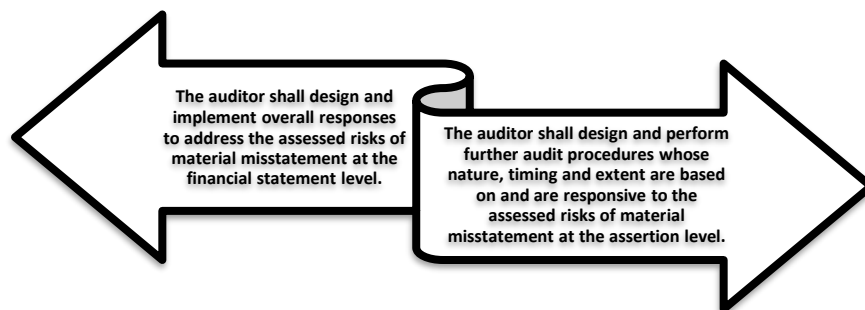 The auditor shall design and
implement overall responses
to address the assessed risks of
material misstatement at the
financial statement level.
The auditor shall design and perform
further audit procedures whose
nature, timing and extent are based
on and are responsive to the
assessed risks of material
misstatement at the assertion level.